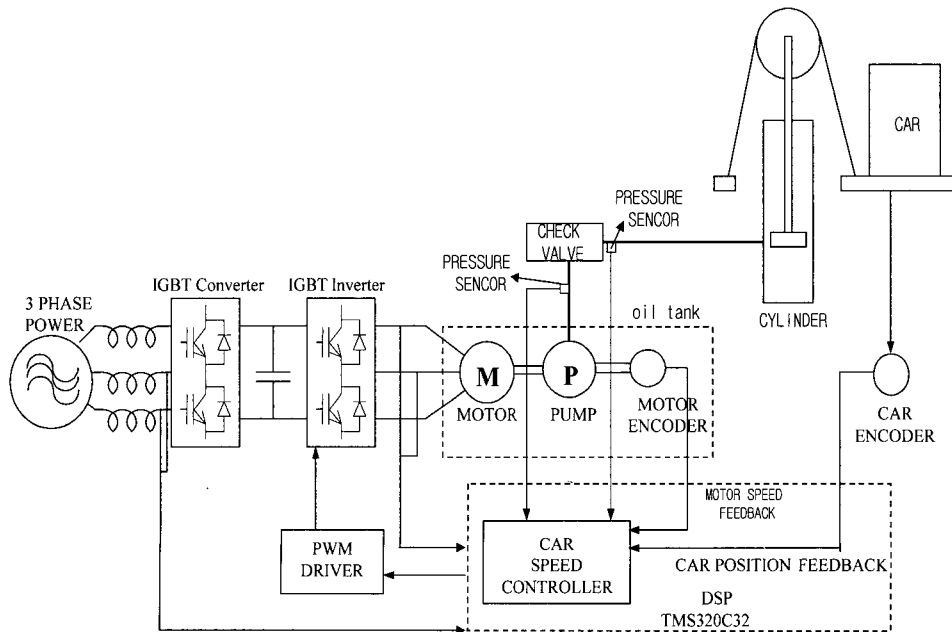 CAR
PRESSURE
SENCOR
CHECK
VALVE
PRESSURE
SENCOR
IGBT Converter
IGBT Inverter
3 PHASE
POWER
oil tank
CYLINDER
M
P
MOTOR
PUMP
MOTOR
ENCODER
CAR
ENCODER
MOTOR SPEED
FEEDBACK
PWM
DRIVER
CAR
SPEED
CONTROLLER
CAR POSITION FEEDBACK
DSP
TMS320C32